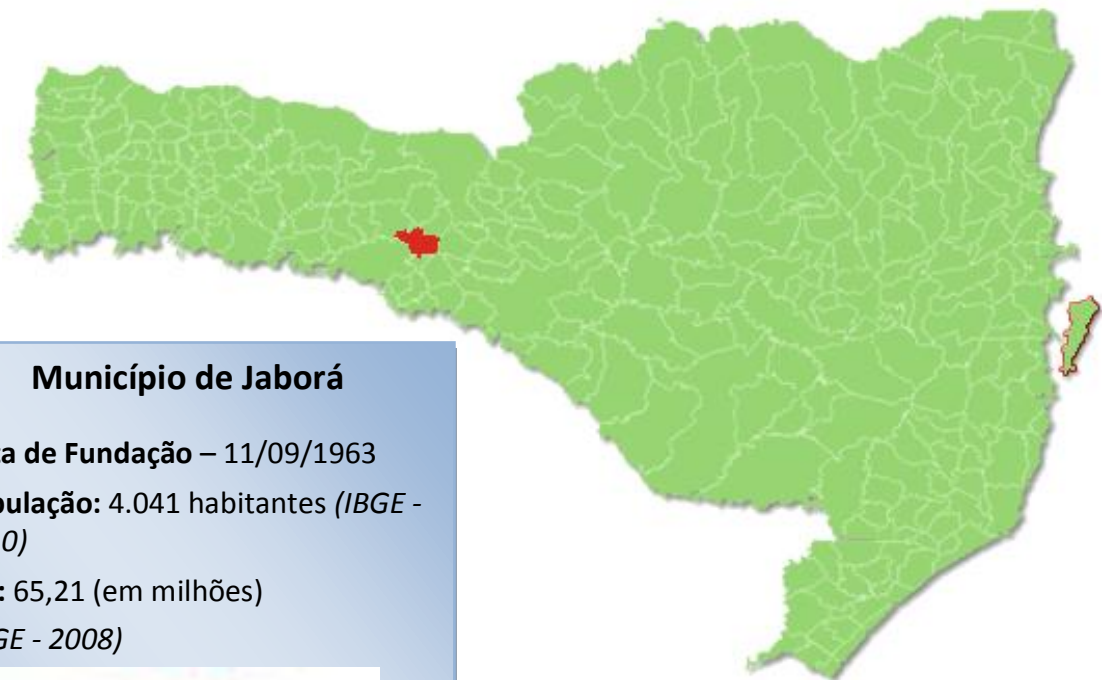 Município de Jaborá
ta de Fundação – 11/09/1963
pulação: 4.041 habitantes (IBGE -
0)
: 65,21 (em milhões)
GE - 2008)